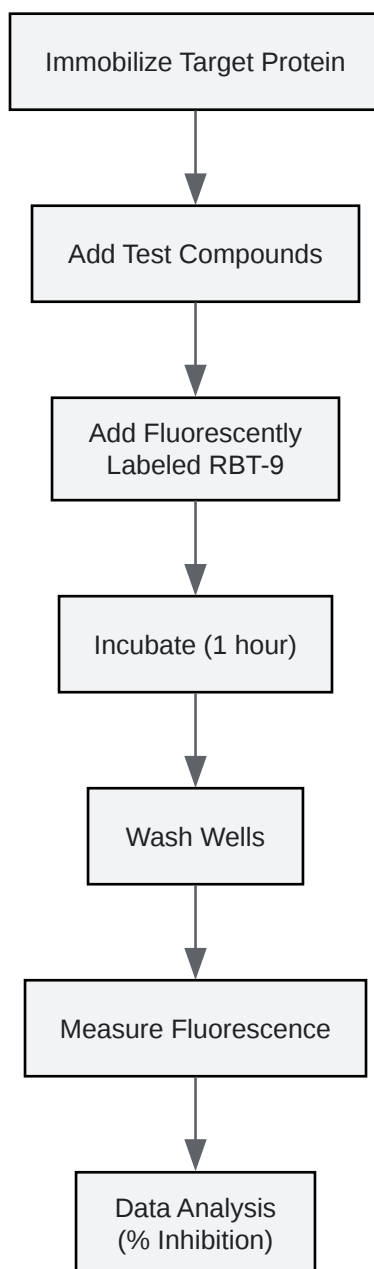 Immobilize Target Protein
Add Test Compounds
Add Fluorescently
Labeled RBT-9
Incubate (1 hour)
Wash Wells
Measure Fluorescence
Data Analysis
(% Inhibition)